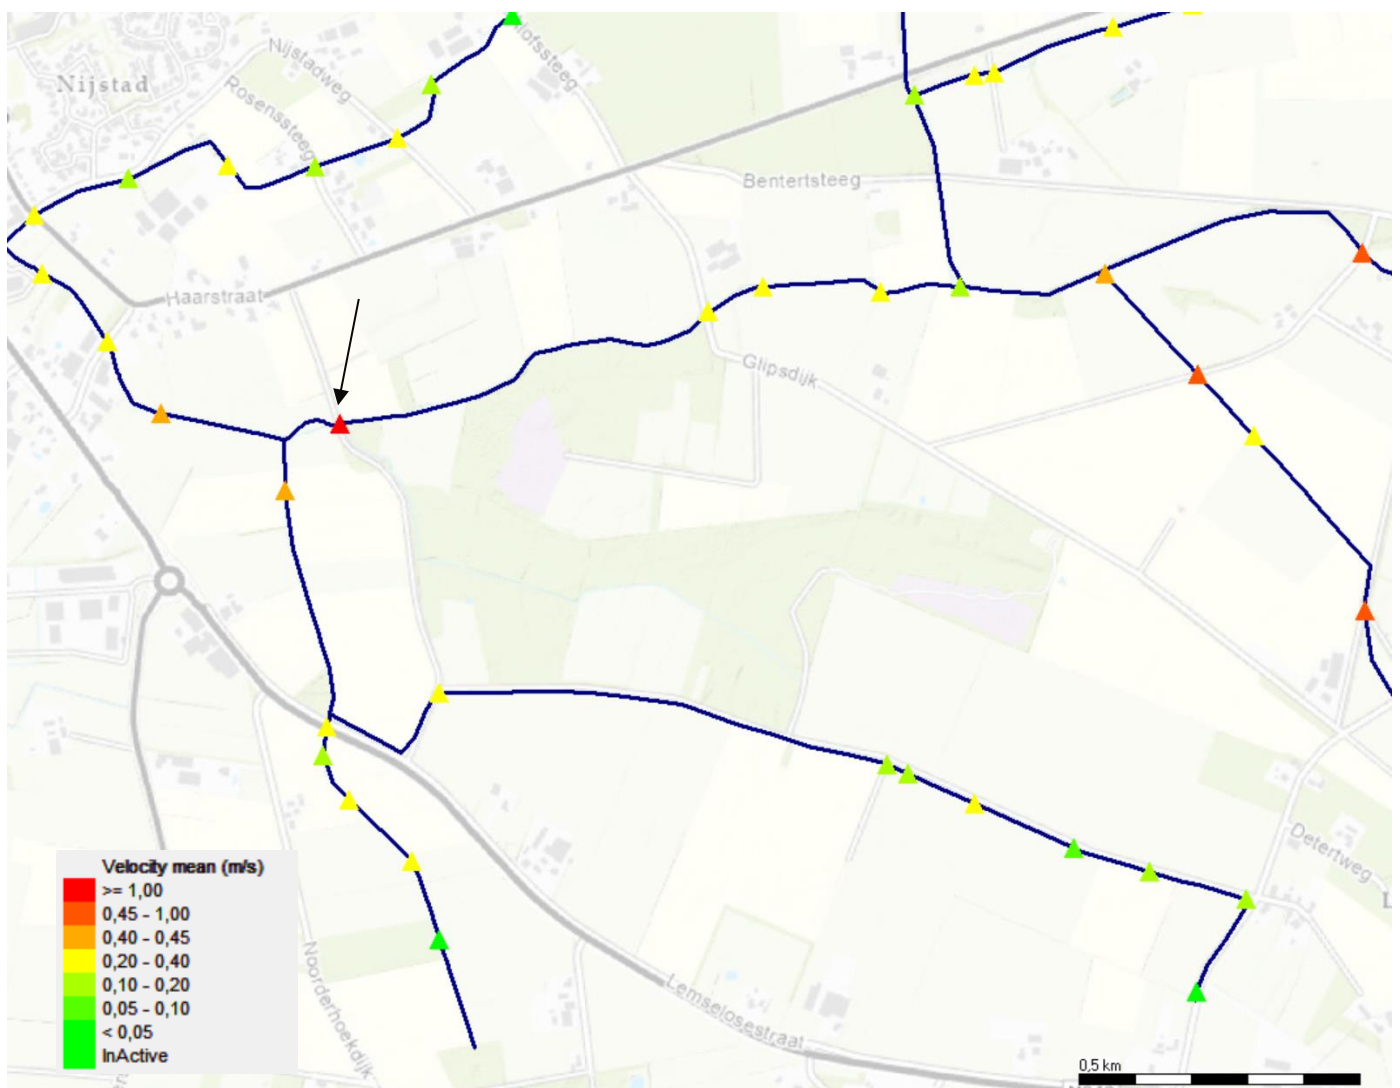 lofssteeg
Nijstadweg
Nijstad
Rosenssteeg
Bentertsteeg
Haarstraat
Glipsdijk
Detertweg
L
Noorderhoekdijk
Lemselosestraat
0,5 km
Velocity mean (m/s)
>= 1,00
0,45 - 1,00
0,40 - 0,45
0,20 - 0,40
0,10 - 0,20
0,05 - 0,10
< 0,05
InActive